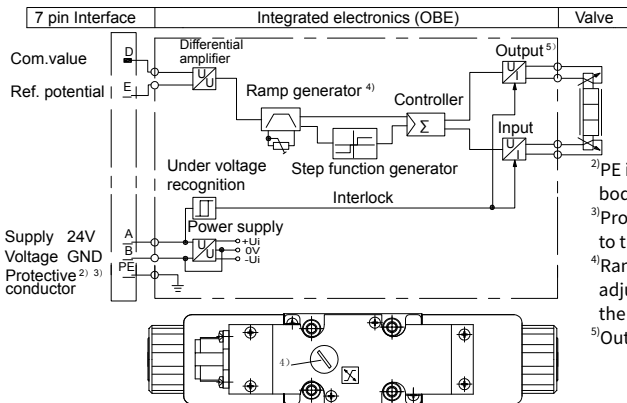 7 pin Interface Integrated electronics (OBE) Valve
Com.value D
Differential
amplifier
Output ⁵⁾
U
I
Ref. potential E
U
U
Ramp generator ⁴⁾
Controller
Σ
Input
U
I
Step function generator
Under voltage
recognition
Interlock
Power supply
Supply 24V A
+Ui
Voltage GND B
U
U
0V
-Ui
Protective ²⁾ ³⁾ PE
conductor
²⁾PE i
bod
³⁾Pro
to t
⁴⁾Ran
adju
the
⁵⁾Out
4)